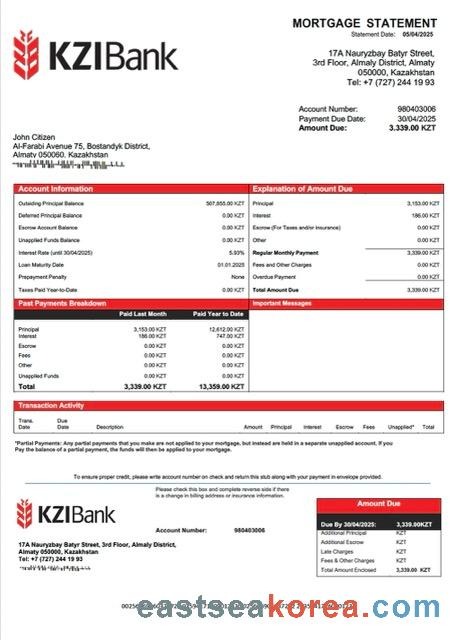 MORTGAGE STATEMENT
Statement Date: 05/04/2025
KZIBank
17A Nauryzbay Batyr Street,
3rd Floor, Almaly District, Almaty
050000, Kazakhstan
Tel: +7 (727) 244 19 93
Account Number: 980403006
Payment Due Date: 30/04/2025
Amount Due: 3,339.00 KZT
John Citizen
Al-Farabi Avenue 75, Bostandyk District,
Almaty 050060, Kazakhstan
Account Information
Outsiding Principal Balance 507,855.00 KZT
Deferred Principal Balance 0.00 KZT
Escrow Account Balance 0.00 KZT
Unapplied Funds Balance 0.00 KZT
Interest Rate (until 30/04/2025) 5.93%
Loan Maturity Date 01.01.2025
Prepayment Penalty None
Taxes Paid Year-to-Date 0.00 KZT
Explanation of Amount Due
Principal 3,153.00 KZT
Interest 186.00 KZT
Escrow (For Taxes and/or Insurance) 0.00 KZT
Other 0.00 KZT
Regular Monthly Payment 3,339.00 KZT
Fees and Other Charges 0.00 KZT
Overdue Payment 0.00 KZT
Total Amount Due 3,339.00 KZT
Past Payments Breakdown
Paid Last Month Paid Year to Date
Principal 3,153.00 KZT 12,612.00 KZT
Interest 186.00 KZT 747.00 KZT
Escrow 0.00 KZT 0.00 KZT
Fees 0.00 KZT 0.00 KZT
Other 0.00 KZT 0.00 KZT
Unapplied Funds 0.00 KZT 0.00 KZT
Total 3,339.00 KZT 13,359.00 KZT
Important Messages
Transaction Activity
Trans. Date Due Date Description Amount Principal Interest Escrow Fees Unapplied* Total
*Partial Payments: Any partial payments that you make are not applied to your mortgage, but instead are held in a separate unapplied account. If you
Pay the balance of a partial payment, the funds will then be applied to your mortgage.
To ensure proper credit, please write account number on check and return this stub along with your payment in envelope provided.
Please check this box and complete reverse side if there
is a change in billing address or insurance information.
KZIBank
Account Number: 980403006
17A Nauryzbay Batyr Street, 3rd Floor, Almaly District,
Almaty 050000, Kazakhstan
Tel: +7 (727) 244 19 93
Amount Due
Due By 30/04/2025: 3,339.00KZT
Additional Principal KZT
Additional Escrow KZT
Late Charges KZT
Fees & Other Charges KZT
Total Amount Enclosed 3,339.00 KZT
eastseakorea.com